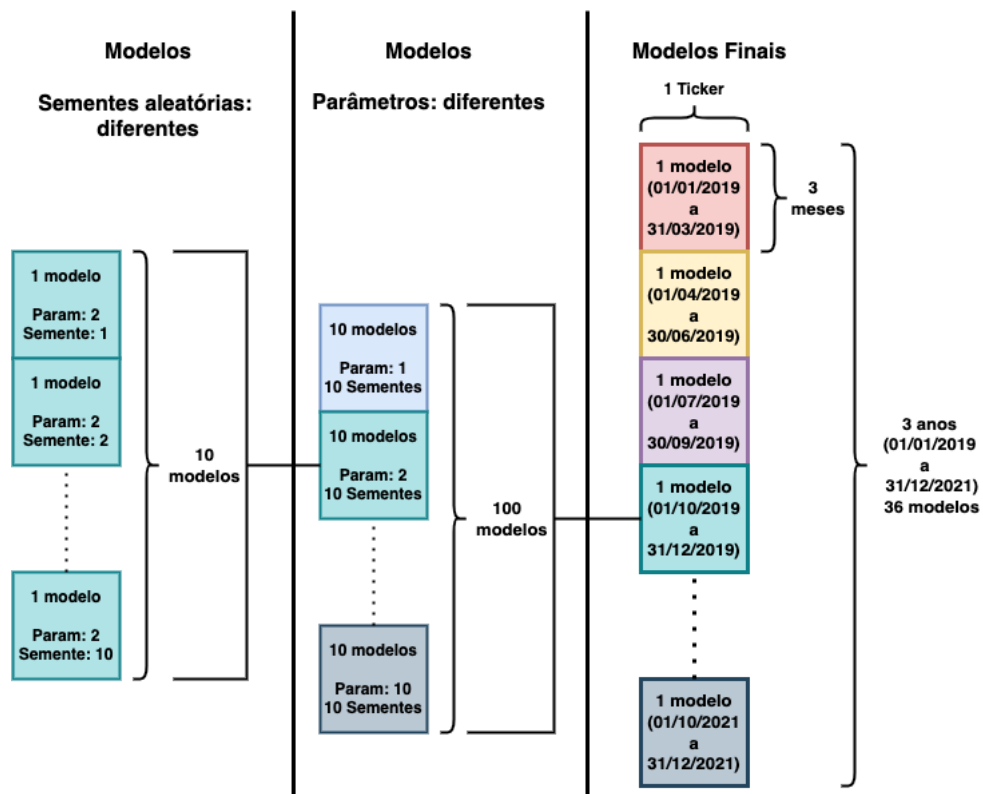 Modelos
Sementes aleatórias:
diferentes
1 modelo
Param: 2
Semente: 1
1 modelo
Param: 2
Semente: 2
1 modelo
Param: 2
Semente: 10
10
modelos
Modelos
Parâmetros: diferentes
10 modelos
Param: 1
10 Sementes
10 modelos
Param: 2
10 Sementes
10 modelos
Param: 10
10 Sementes
100
modelos
Modelos Finais
1 Ticker
1 modelo
(01/01/2019
a
31/03/2019)
1 modelo
(01/04/2019
a
30/06/2019)
1 modelo
(01/07/2019
a
30/09/2019)
1 modelo
(01/10/2019
a
31/12/2019)
1 modelo
(01/10/2021
a
31/12/2021)
3
meses
3 anos
(01/01/2019
a
31/12/2021)
36 modelos